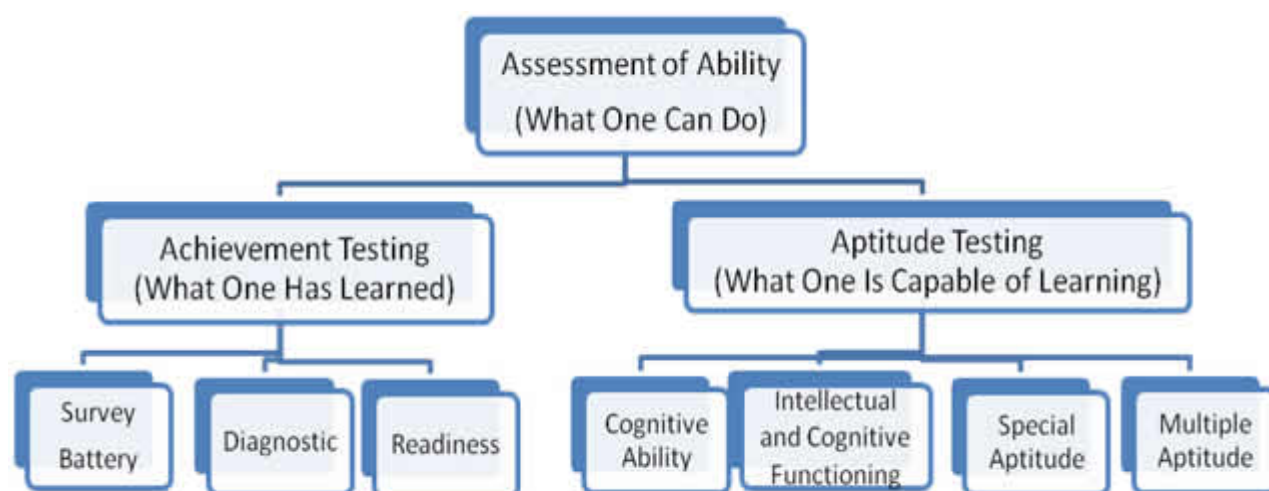 Assessment of Ability
(What One Can Do)
Achievement Testing
(What One Has Learned)
Aptitude Testing
(What One Is Capable of Learning)
Survey
Battery
Diagnostic
Readiness
Cognitive
Ability
Intellectual
and Cognitive
Functioning
Special
Aptitude
Multiple
Aptitude